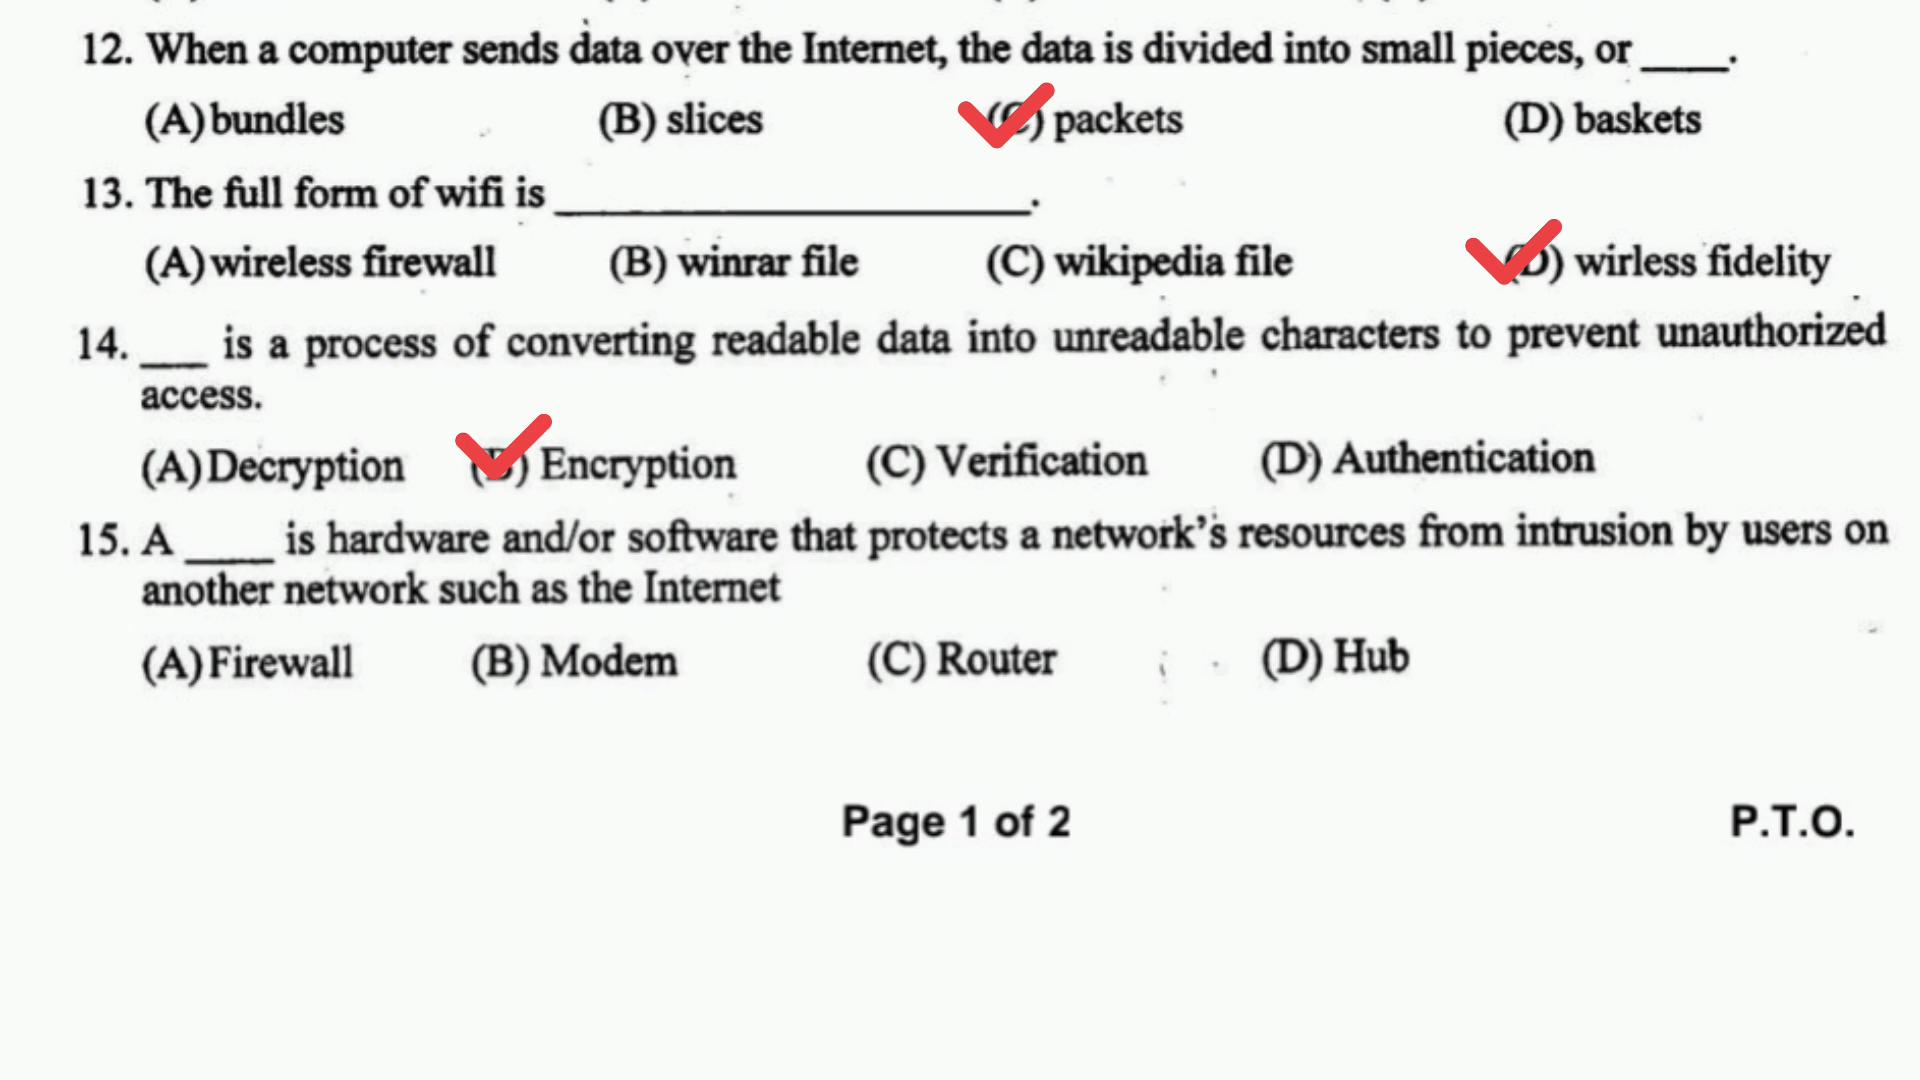 12. When a computer sends data over the Internet, the data is divided into small pieces, or ____.
(A) bundles (B) slices (C) packets (D) baskets
13. The full form of wifi is ______________________.
(A) wireless firewall (B) winrar file (C) wikipedia file (D) wirless fidelity
14. ___ is a process of converting readable data into unreadable characters to prevent unauthorized
access.
(A) Decryption (B) Encryption (C) Verification (D) Authentication
15. A ____ is hardware and/or software that protects a network's resources from intrusion by users on
another network such as the Internet
(A) Firewall (B) Modem (C) Router (D) Hub
Page 1 of 2 P.T.O.